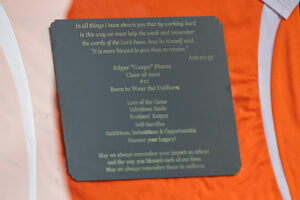 In all things I have shown you that by working hard
in this way we must help the weak and remember
the words of the Lord Jesus, how he himself said,
"It is more blessed to give than to receive."
Acts 20:35
Edgar "Guapo" Flores
Class of 2022
#57
Born to Wear the Uniform
Love of the Game
Infectious Smile
Brothers' Keeper
Self-Sacrifice
Ambitious, Industrious & Opportunistic
Forever your Legacy!
May we always remember your impact on others
and the way you blessed each of our lives.
May we always remember those in uniform.